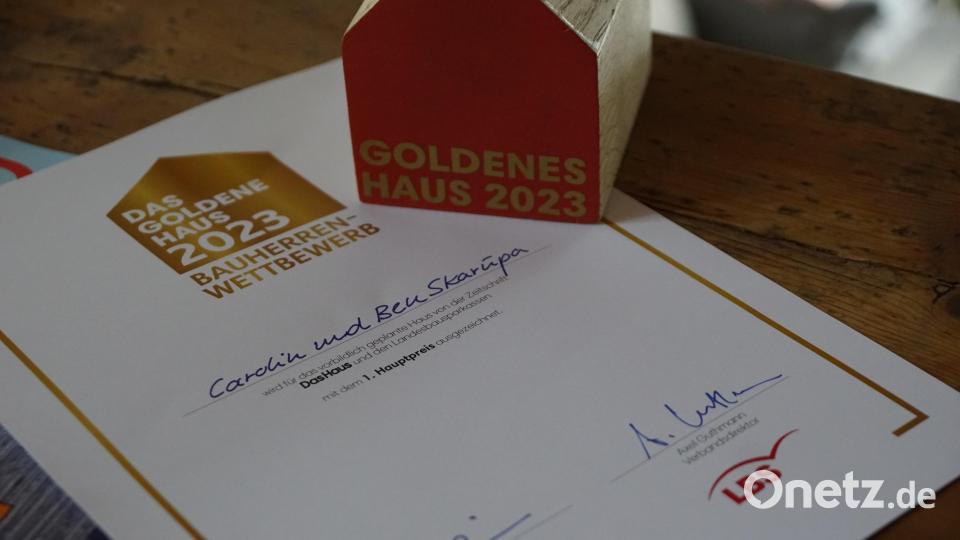 GOLDENES
HAUS 2023
DAS
GOLDENE
HAUS
2023
BAUHERREN-
WETTBEWERB
Carolin und Ben Skarupa
wird für das vorbildlich geplante Haus von der Zeitschrift
DasHaus und den Landesbausparkassen
mit dem 1. Hauptpreis ausgezeichnet.
Axel Guthmann
Verbandsdirektor
LBS
Onetz.de